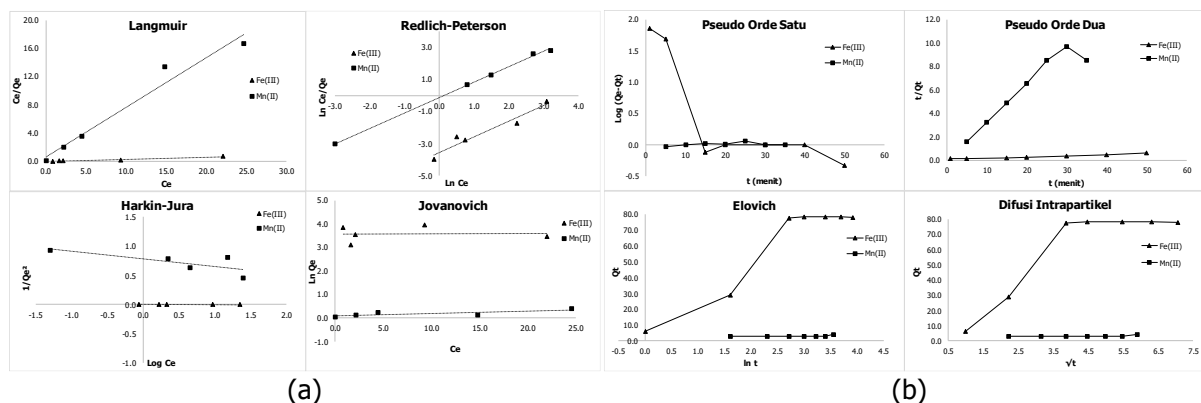 Langmuir
Ce/Qe
20.0
16.0
12.0
8.0
4.0
0.0
0.0 5.0 10.0 15.0 20.0 25.0 30.0
Ce
Fe(III)
Mn(II)
Redlich-Peterson
Fe(III)
Mn(II)
Ln Ce/Qe
3.0
1.0
-3.0 -2.0 -1.0 0.0 1.0 2.0 3.0 4.0
-1.0
-3.0
-5.0
Ln Ce
Harkin-Jura
Fe(III)
Mn(II)
1/Qe²
2.0
1.5
1.0
0.5
0.0
-1.5 -1.0 -0.5 0.0 0.5 1.0 1.5 2.0
-0.5
-1.0
Log Ce
Jovanovich
Ln Qe
5.0
4.0
3.0
2.0
1.0
0.0
-1.0
0.0 5.0 10.0 15.0 20.0 25.0
Ce
Fe(III)
Mn(II)
(a)
Pseudo Orde Satu
Log (Qe-Qt)
2.0
1.5
1.0
0.5
0.0
-0.5
0 10 20 30 40 50 60
t (menit)
Fe(III)
Mn(II)
Pseudo Orde Dua
t/Qt
12.0
10.0
8.0
6.0
4.0
2.0
0.0
0 10 20 30 40 50 60
t (menit)
Fe(III)
Mn(II)
Elovich
Qt
80.0
70.0
60.0
50.0
40.0
30.0
20.0
10.0
0.0
-0.5 0.0 0.5 1.0 1.5 2.0 2.5 3.0 3.5 4.0 4.5
ln t
Fe(III)
Mn(II)
Difusi Intrapartikel
Qt
80.0
70.0
60.0
50.0
40.0
30.0
20.0
10.0
0.0
0.5 1.5 2.5 3.5 4.5 5.5 6.5 7.5
√t
Fe(III)
Mn(II)
(b)